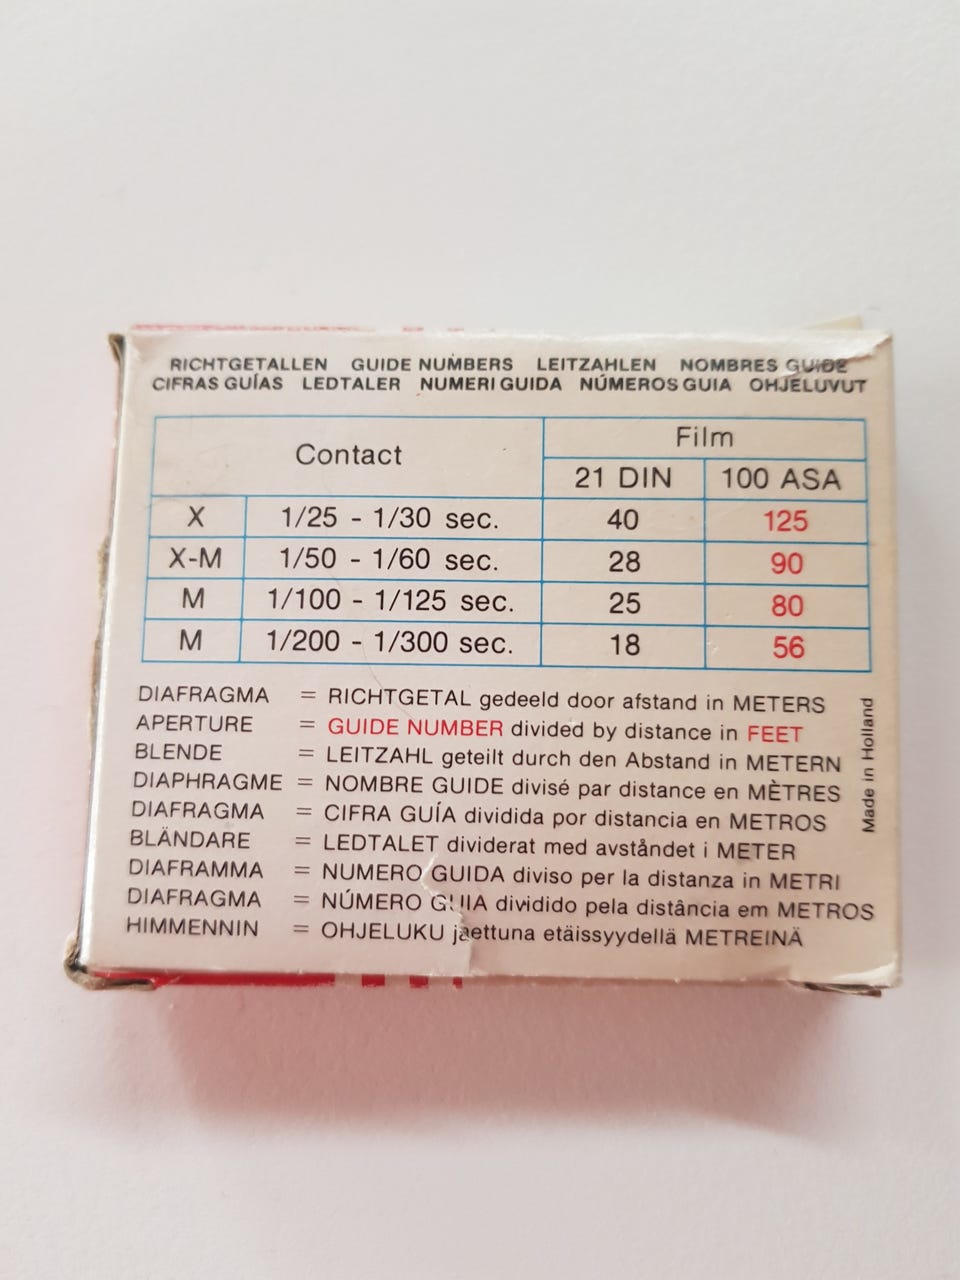 RICHTGETALLEN GUIDE NUMBERS LEITZAHLEN NOMBRES GUIDE
CIFRAS GUÍAS LEDTALER NUMERI GUIDA NÚMEROS GUIA OHJELUVUT
Contact Film
21 DIN 100 ASA
X 1/25 - 1/30 sec. 40 125
X-M 1/50 - 1/60 sec. 28 90
M 1/100 - 1/125 sec. 25 80
M 1/200 - 1/300 sec. 18 56
DIAFRAGMA = RICHTGETAL gedeeld door afstand in METERS
APERTURE = GUIDE NUMBER divided by distance in FEET
BLENDE = LEITZAHL geteilt durch den Abstand in METERN
DIAPHRAGME = NOMBRE GUIDE divisé par distance en MÈTRES
DIAFRAGMA = CIFRA GUÍA dividida por distancia en METROS
BLÄNDARE = LEDTALET dividerat med avståndet i METER
DIAFRAMMA = NUMERO GUIDA diviso per la distanza in METRI
DIAFRAGMA = NÚMERO GUIA dividido pela distância em METROS
HIMMENNIN = OHJELUKU jaettuna etäissyydellä METREINÄ
Made in Holland